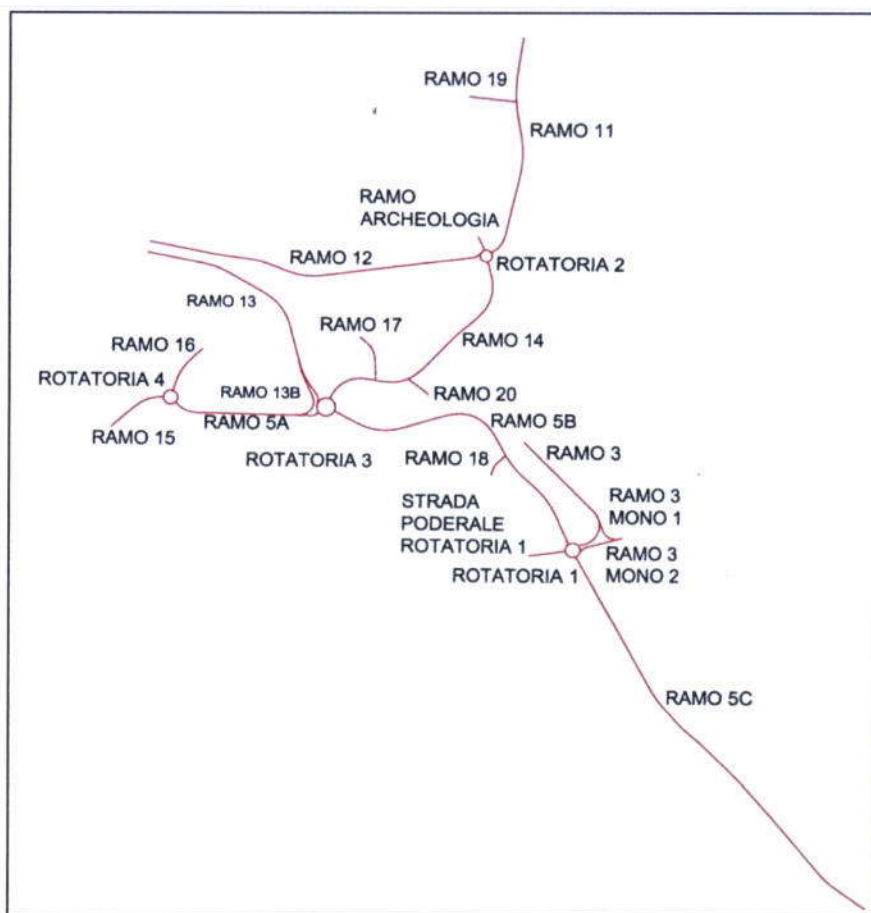 RAMO 19
RAMO 11
RAMO
ARCHEOLOGIA
RAMO 12
ROTATORIA 2
RAMO 13
RAMO 17
RAMO 14
RAMO 16
ROTATORIA 4
RAMO 13B
RAMO 20
RAMO 15
RAMO 5A
RAMO 5B
ROTATORIA 3
RAMO 18
RAMO 3
STRADA
PODERALE
ROTATORIA 1
RAMO 3
MONO 1
RAMO 3
MONO 2
ROTATORIA 1
RAMO 5C